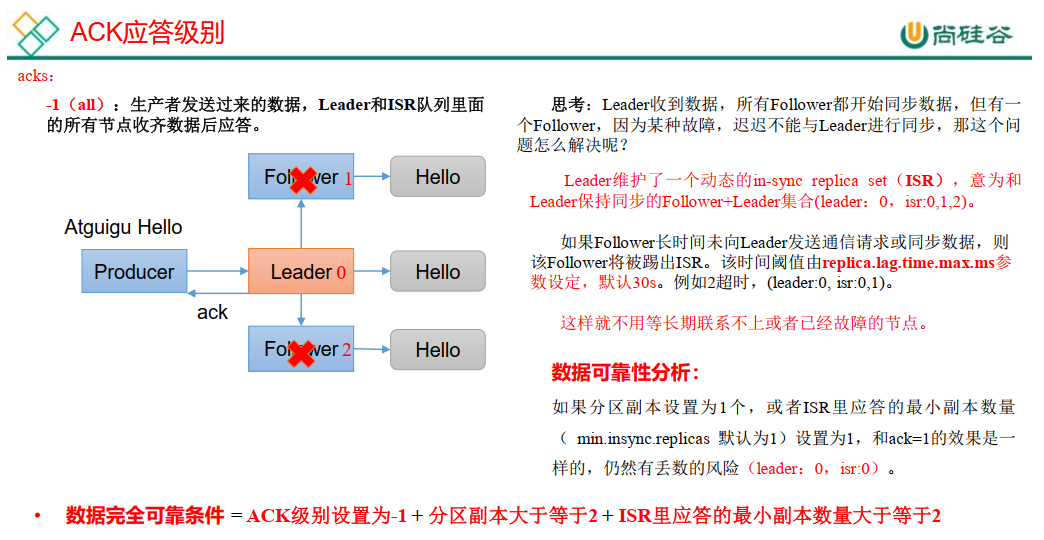 ACK应答级别
尚硅谷
acks:
-1（all）：生产者发送过来的数据，Leader和ISR队列里面
的所有节点收齐数据后应答。
Follower 1
Hello
Atguigu Hello
Producer
Leader 0
Hello
ack
Follower 2
Hello
思考：Leader收到数据，所有Follower都开始同步数据，但有一
个Follower，因为某种故障，迟迟不能与Leader进行同步，那这个问
题怎么解决呢？
Leader维护了一个动态的in-sync replica set（ISR），意为和
Leader保持同步的Follower+Leader集合(leader：0，isr:0,1,2)。
如果Follower长时间未向Leader发送通信请求或同步数据，则
该Follower将被踢出ISR。该时间阈值由replica.lag.time.max.ms参
数设定，默认30s。例如2超时，(leader:0, isr:0,1)。
这样就不用等长期联系不上或者已经故障的节点。
数据可靠性分析：
如果分区副本设置为1个，或者ISR里应答的最小副本数量
（ min.insync.replicas 默认为1）设置为1，和ack=1的效果是一
样的，仍然有丢数的风险（leader：0，isr:0）。
• 数据完全可靠条件 = ACK级别设置为-1 + 分区副本大于等于2 + ISR里应答的最小副本数量大于等于2